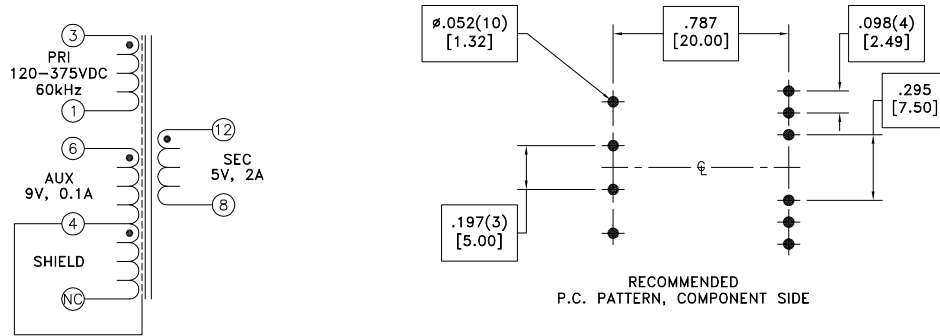 3
PRI
120-375VDC
60kHz
1
6
AUX
9V, 0.1A
4
SHIELD
NC
12
SEC
5V, 2A
8
ø.052(10)
[1.32]
.787
[20.00]
.098(4)
[2.49]
.295
[7.50]
℄
.197(3)
[5.00]
RECOMMENDED
P.C. PATTERN, COMPONENT SIDE